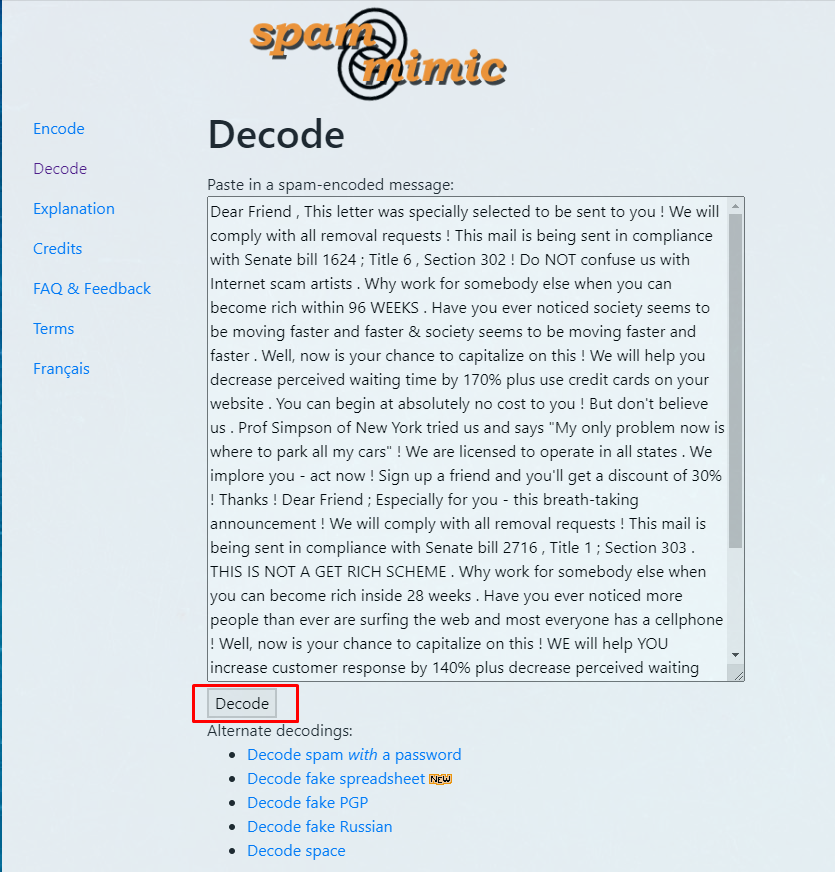 spam
mimic
Encode
Decode
Explanation
Credits
FAQ & Feedback
Terms
Français
Decode
Paste in a spam-encoded message:
Dear Friend , This letter was specially selected to be sent to you ! We will
comply with all removal requests ! This mail is being sent in compliance
with Senate bill 1624 ; Title 6 , Section 302 ! Do NOT confuse us with
Internet scam artists . Why work for somebody else when you can
become rich within 96 WEEKS . Have you ever noticed society seems to
be moving faster and faster & society seems to be moving faster and
faster . Well, now is your chance to capitalize on this ! We will help you
decrease perceived waiting time by 170% plus use credit cards on your
website . You can begin at absolutely no cost to you ! But don't believe
us . Prof Simpson of New York tried us and says "My only problem now is
where to park all my cars" ! We are licensed to operate in all states . We
implore you - act now ! Sign up a friend and you'll get a discount of 30%
! Thanks ! Dear Friend ; Especially for you - this breath-taking
announcement ! We will comply with all removal requests ! This mail is
being sent in compliance with Senate bill 2716 , Title 1 ; Section 303 .
THIS IS NOT A GET RICH SCHEME . Why work for somebody else when
you can become rich inside 28 weeks . Have you ever noticed more
people than ever are surfing the web and most everyone has a cellphone
! Well, now is your chance to capitalize on this ! WE will help YOU
increase customer response by 140% plus decrease perceived waiting
Decode
Alternate decodings:
Decode spam with a password
Decode fake spreadsheet NEW
Decode fake PGP
Decode fake Russian
Decode space